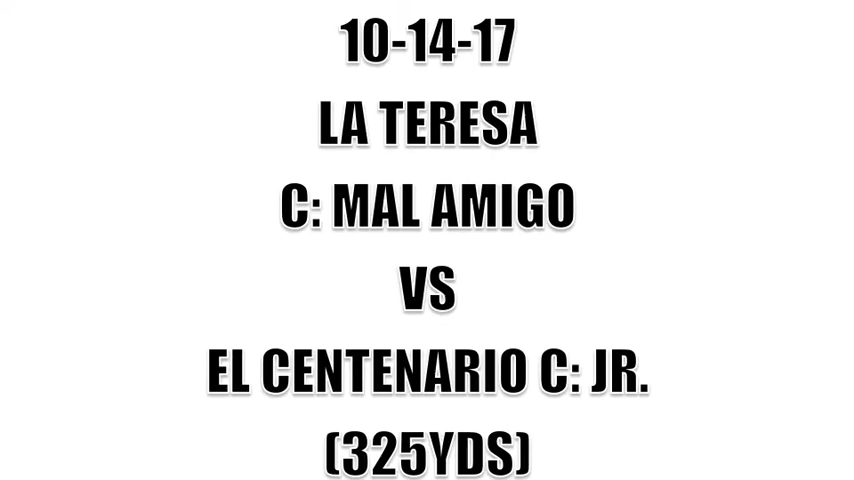 10-14-17
LA TERESA
C: MAL AMIGO
VS
EL CENTENARIO C: JR.
(325YDS)